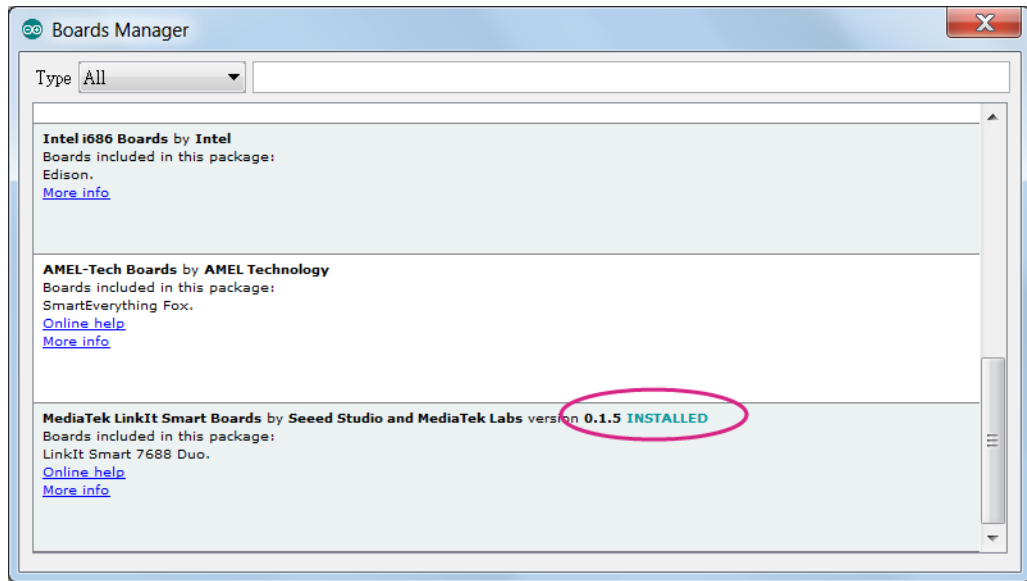 Boards Manager
Type All
Intel i686 Boards by Intel
Boards included in this package:
Edison.
More info
AMEL-Tech Boards by AMEL Technology
Boards included in this package:
SmartEverything Fox.
Online help
More info
MediaTek LinkIt Smart Boards by Seeed Studio and MediaTek Labs version 0.1.5 INSTALLED
Boards included in this package:
LinkIt Smart 7688 Duo.
Online help
More info